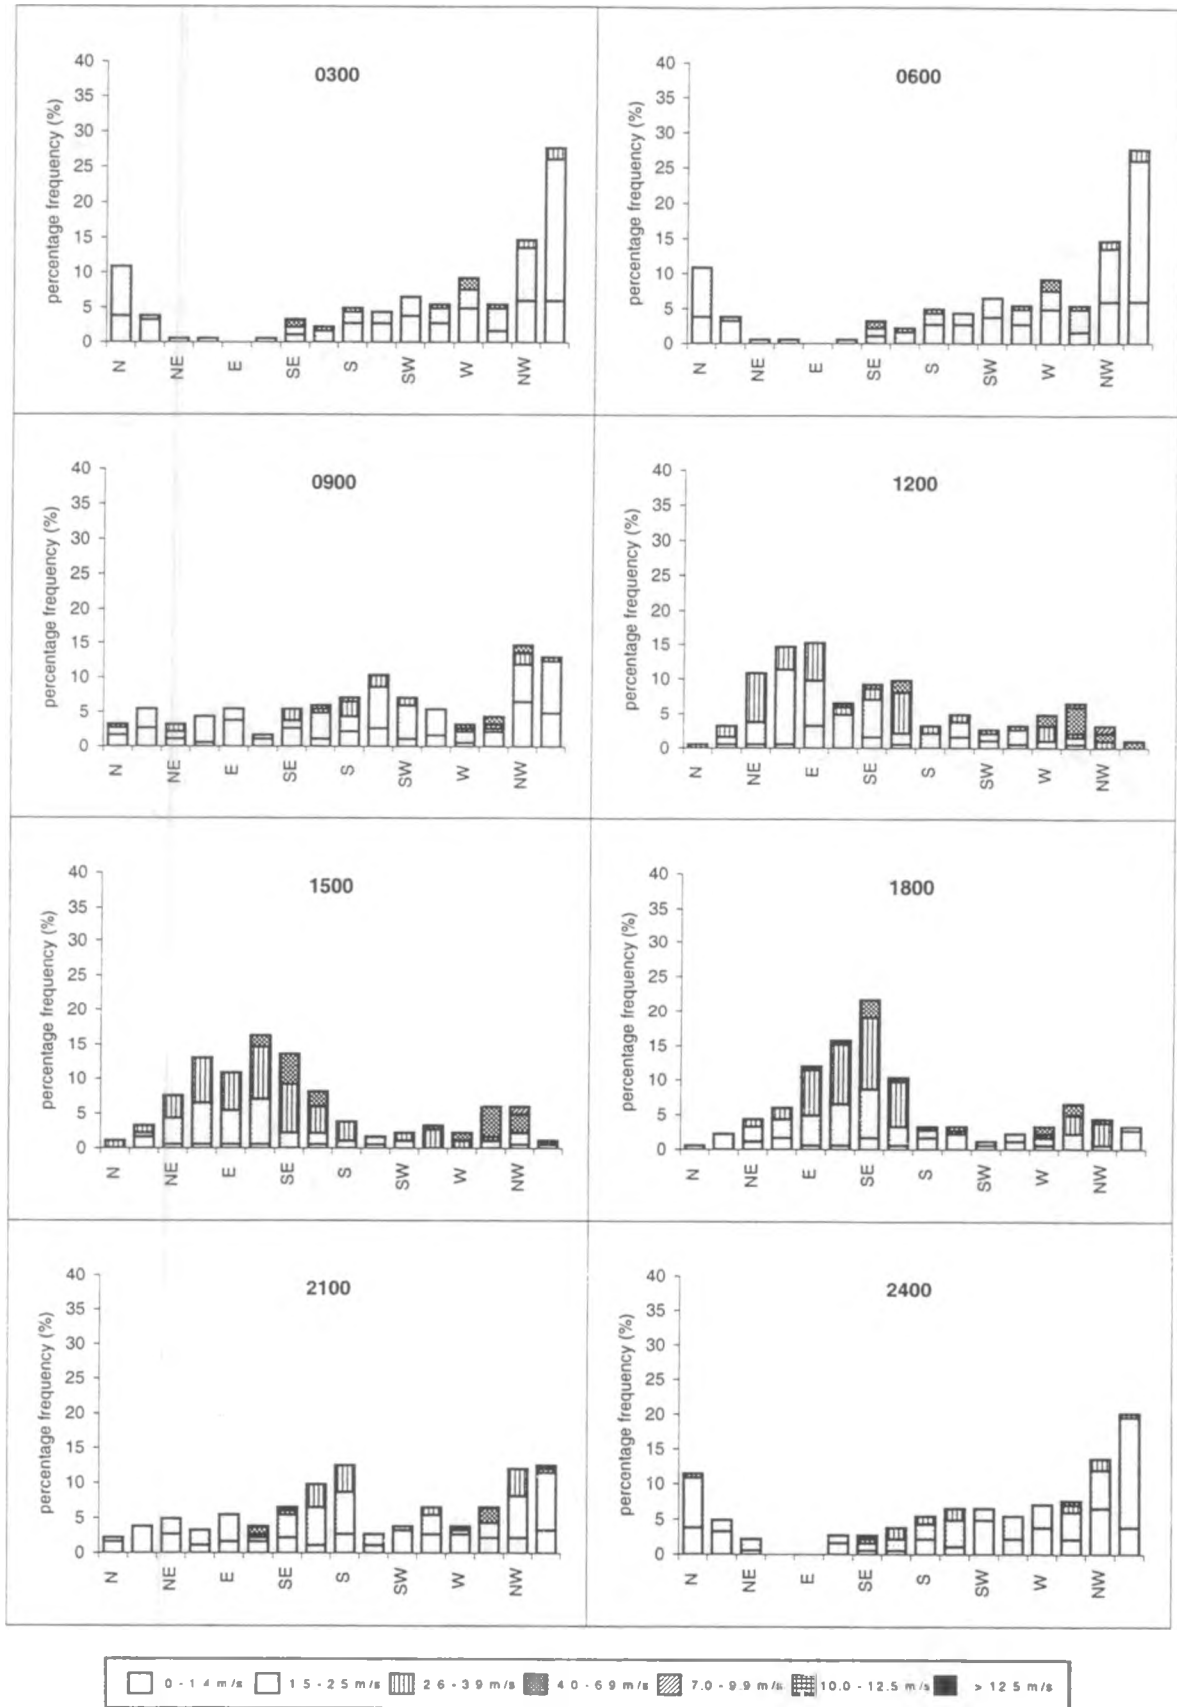 0300
percentage frequency (%)
40
35
30
25
20
15
10
5
0
N
NE
E
SE
S
SW
W
NW
0600
percentage frequency (%)
40
35
30
25
20
15
10
5
0
N
NE
E
SE
S
SW
W
NW
0900
percentage frequency (%)
40
35
30
25
20
15
10
5
0
N
NE
E
SE
S
SW
W
NW
1200
percentage frequency (%)
40
35
30
25
20
15
10
5
0
N
NE
E
SE
S
SW
W
NW
1500
percentage frequency (%)
40
35
30
25
20
15
10
5
0
N
NE
E
SE
S
SW
W
NW
1800
percentage frequency (%)
40
35
30
25
20
15
10
5
0
N
NE
E
SE
S
SW
W
NW
2100
percentage frequency (%)
40
35
30
25
20
15
10
5
0
N
NE
E
SE
S
SW
W
NW
2400
percentage frequency (%)
40
35
30
25
20
15
10
5
0
N
NE
E
SE
S
SW
W
NW
0 - 1 4 m/s 1 5 - 2 5 m/s 2 6 - 3 9 m/s 4 0 - 6 9 m/s 7.0 - 9.9 m/s 10.0 - 12.5 m/s > 12 5 m/s